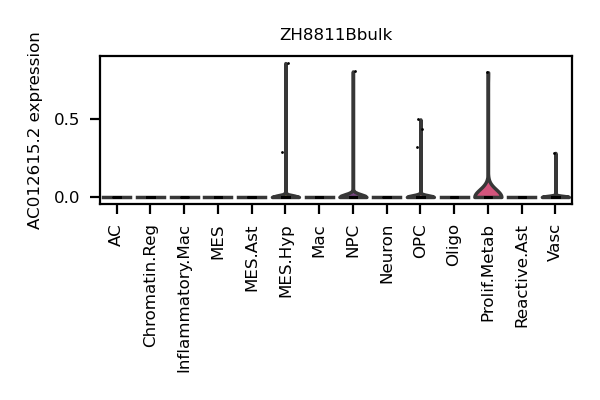 ZH8811Bbulk
AC012615.2 expression
0.5
0.0
AC
Chromatin.Reg
Inflammatory.Mac
MES
MES.Ast
MES.Hyp
Mac
NPC
Neuron
OPC
Oligo
Prolif.Metab
Reactive.Ast
Vasc